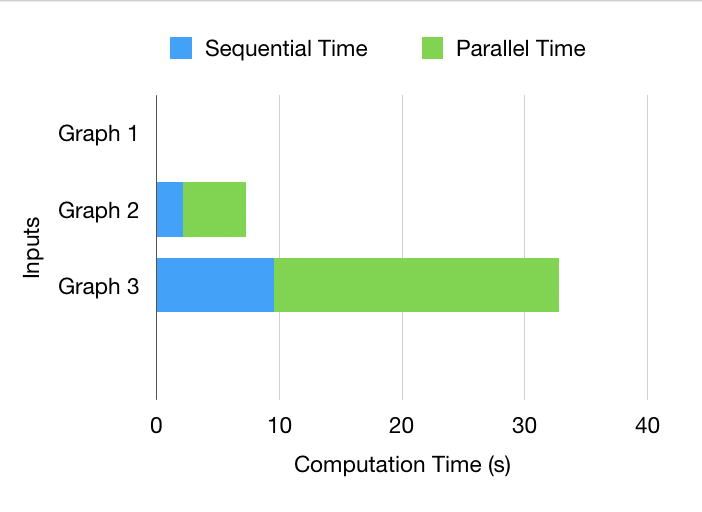 Sequential Time
Parallel Time
Graph 1
Graph 2
Graph 3
Inputs
0
10
20
30
40
Computation Time (s)